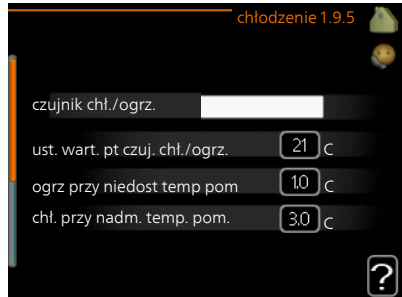 chłodzenie 1.9.5
czujnik chł./ogrz.
ust. wart. pt czuj. chł./ogrz. 21 C
ogrz przy niedost temp pom 1.0 C
chł. przy nadm. temp. pom. 3.0 C
?